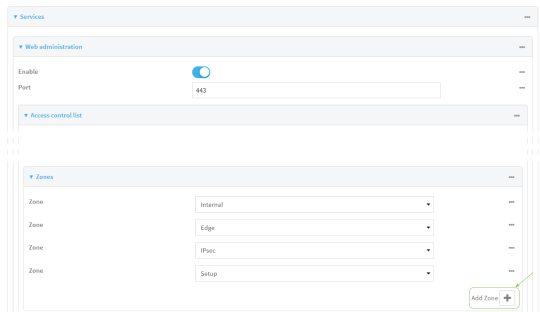 ▼ Services
▼ Web administration
Enable
Port 443
▼ Access control list
▼ Zones
Zone Internal
Zone Edge
Zone IPsec
Zone Setup
Add Zone